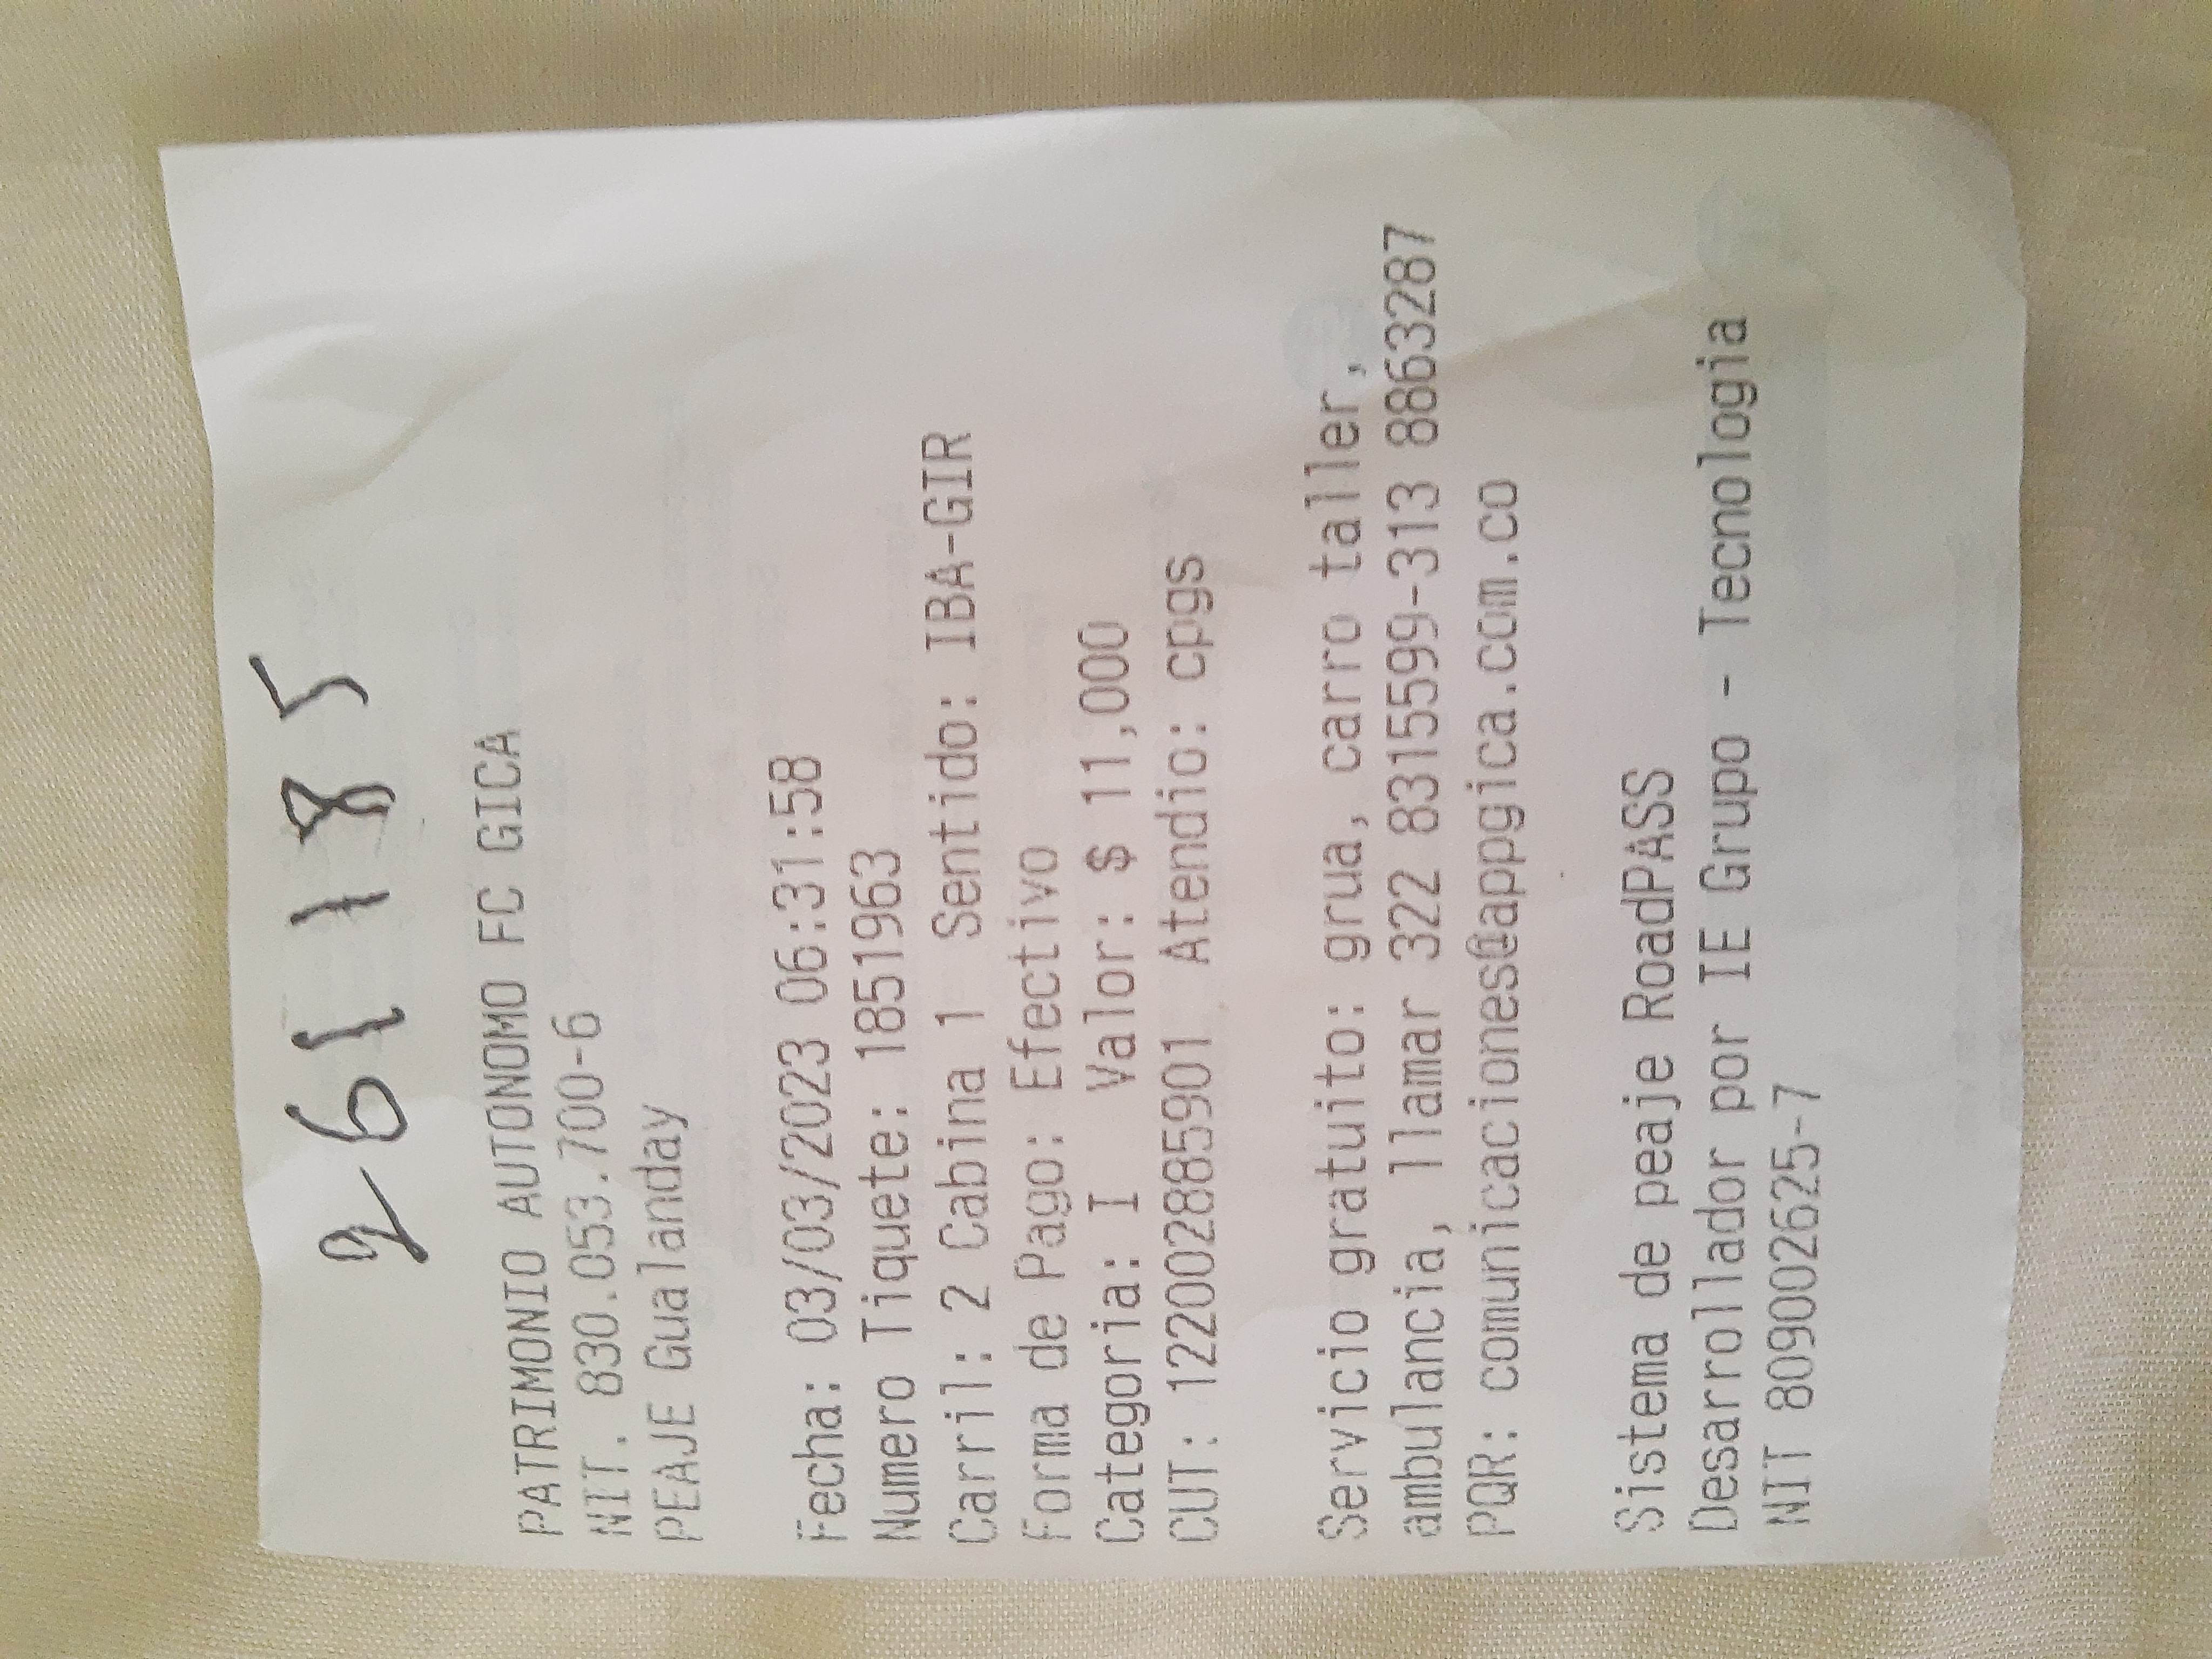 261185
PATRIMONIO AUTONOMO FC GICA
NIT. 830.053.700-6
PEAJE Gualanday
Fecha: 03/03/2023 06:31:58
Numero Tiquete: 1851963
Carril: 2 Cabina 1 Sentido: IBA-GIR
Forma de Pago: Efectivo
Categoria: I Valor: $ 11,000
CUT: 122002885901 Atendio: cpgs
Servicio gratuito: grua, carro taller,
ambulancia, llamar 322 8315599-313 8863287
PQR: comunicaciones@appgica.com.co
Sistema de peaje RoadPASS
Desarrollador por IE Grupo - Tecnologia
NIT 809002625-7